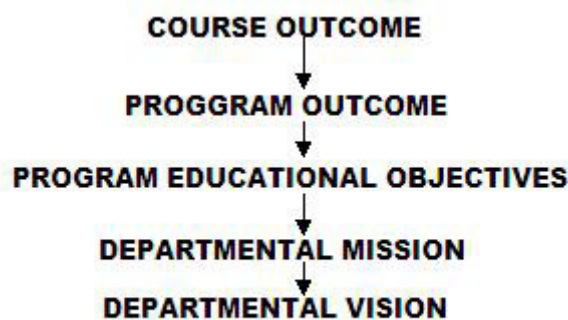 COURSE OUTCOME
PROGGRAM OUTCOME
PROGRAM EDUCATIONAL OBJECTIVES
DEPARTMENTAL MISSION
DEPARTMENTAL VISION